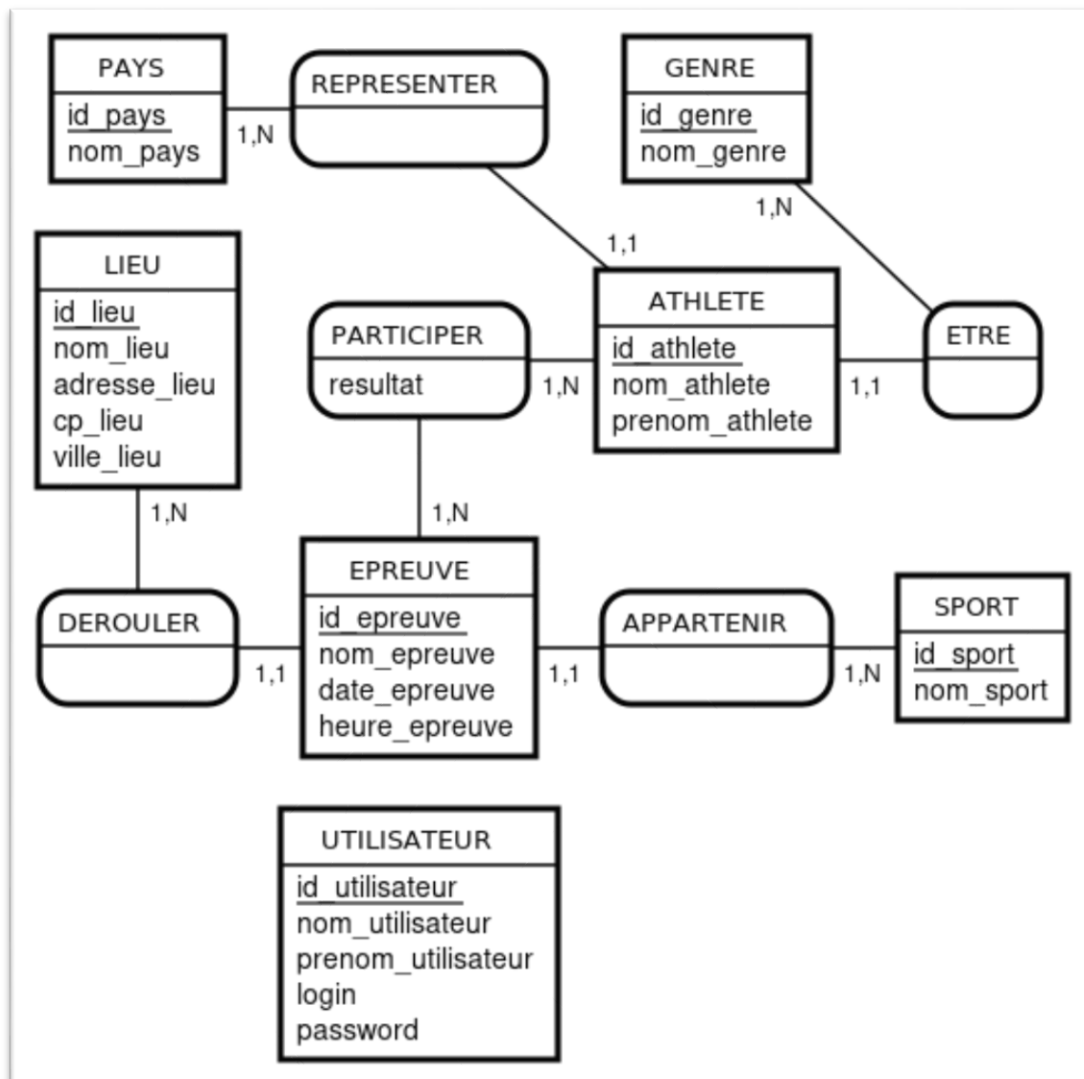 PAYS
id_pays
nom_pays
1,N
REPRESENTER
GENRE
id_genre
nom_genre
1,N
1,1
LIEU
id_lieu
nom_lieu
adresse_lieu
cp_lieu
ville_lieu
1,N
PARTICIPER
resultat
1,N
1,N
ATHLETE
id_athlete
nom_athlete
prenom_athlete
1,1
ETRE
DEROULER
1,1
EPREUVE
id_epreuve
nom_epreuve
date_epreuve
heure_epreuve
1,1
APPARTENIR
1,N
SPORT
id_sport
nom_sport
UTILISATEUR
id_utilisateur
nom_utilisateur
prenom_utilisateur
login
password